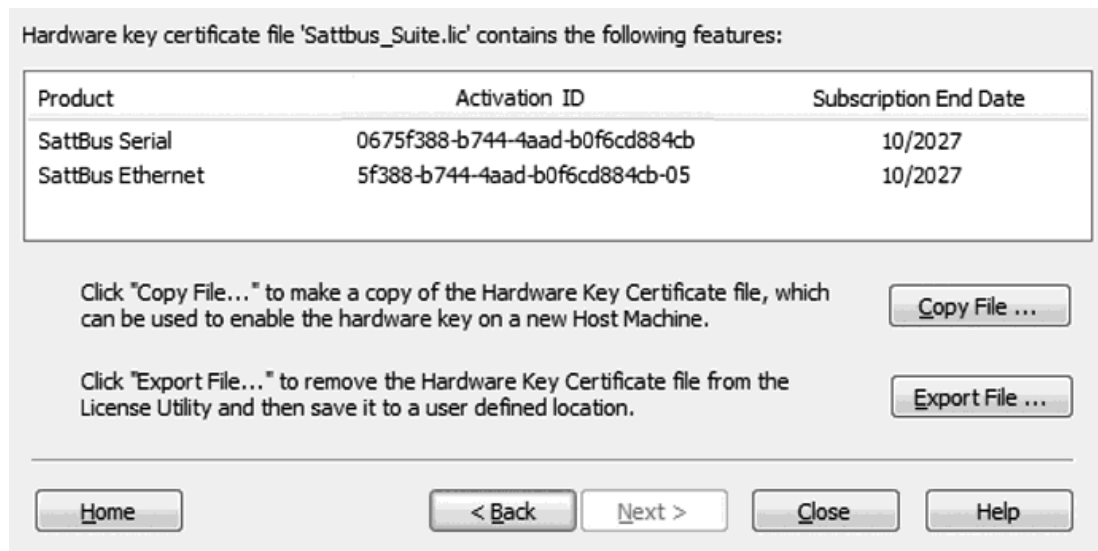 Hardware key certificate file 'Sattbus_Suite.lic' contains the following features:
Product Activation ID Subscription End Date
SattBus Serial 0675f388-b744-4aad-b0f6cd884cb 10/2027
SattBus Ethernet 5f388-b744-4aad-b0f6cd884cb-05 10/2027
Click "Copy File..." to make a copy of the Hardware Key Certificate file, which
can be used to enable the hardware key on a new Host Machine.
Copy File ...
Click "Export File..." to remove the Hardware Key Certificate file from the
License Utility and then save it to a user defined location.
Export File ...
Home < Back Next > Close Help